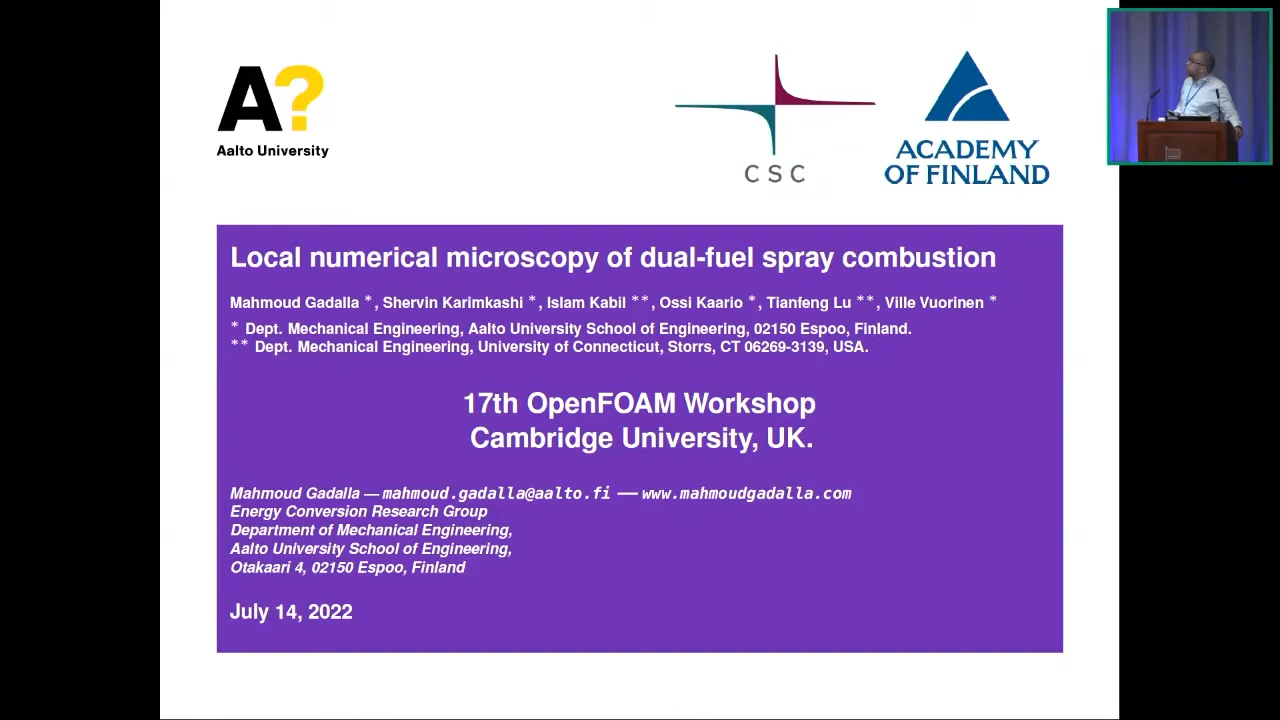 A?
Aalto University
CSC
ACADEMY
OF FINLAND
Local numerical microscopy of dual-fuel spray combustion
Mahmoud Gadalla *, Shervin Karimkashi *, Islam Kabil **, Ossi Kaario *, Tianfeng Lu **, Ville Vuorinen *
* Dept. Mechanical Engineering, Aalto University School of Engineering, 02150 Espoo, Finland.
** Dept. Mechanical Engineering, University of Connecticut, Storrs, CT 06269-3139, USA.
17th OpenFOAM Workshop
Cambridge University, UK.
Mahmoud Gadalla — mahmoud.gadalla@aalto.fi — www.mahmoudgadalla.com
Energy Conversion Research Group
Department of Mechanical Engineering,
Aalto University School of Engineering,
Otakaari 4, 02150 Espoo, Finland
July 14, 2022